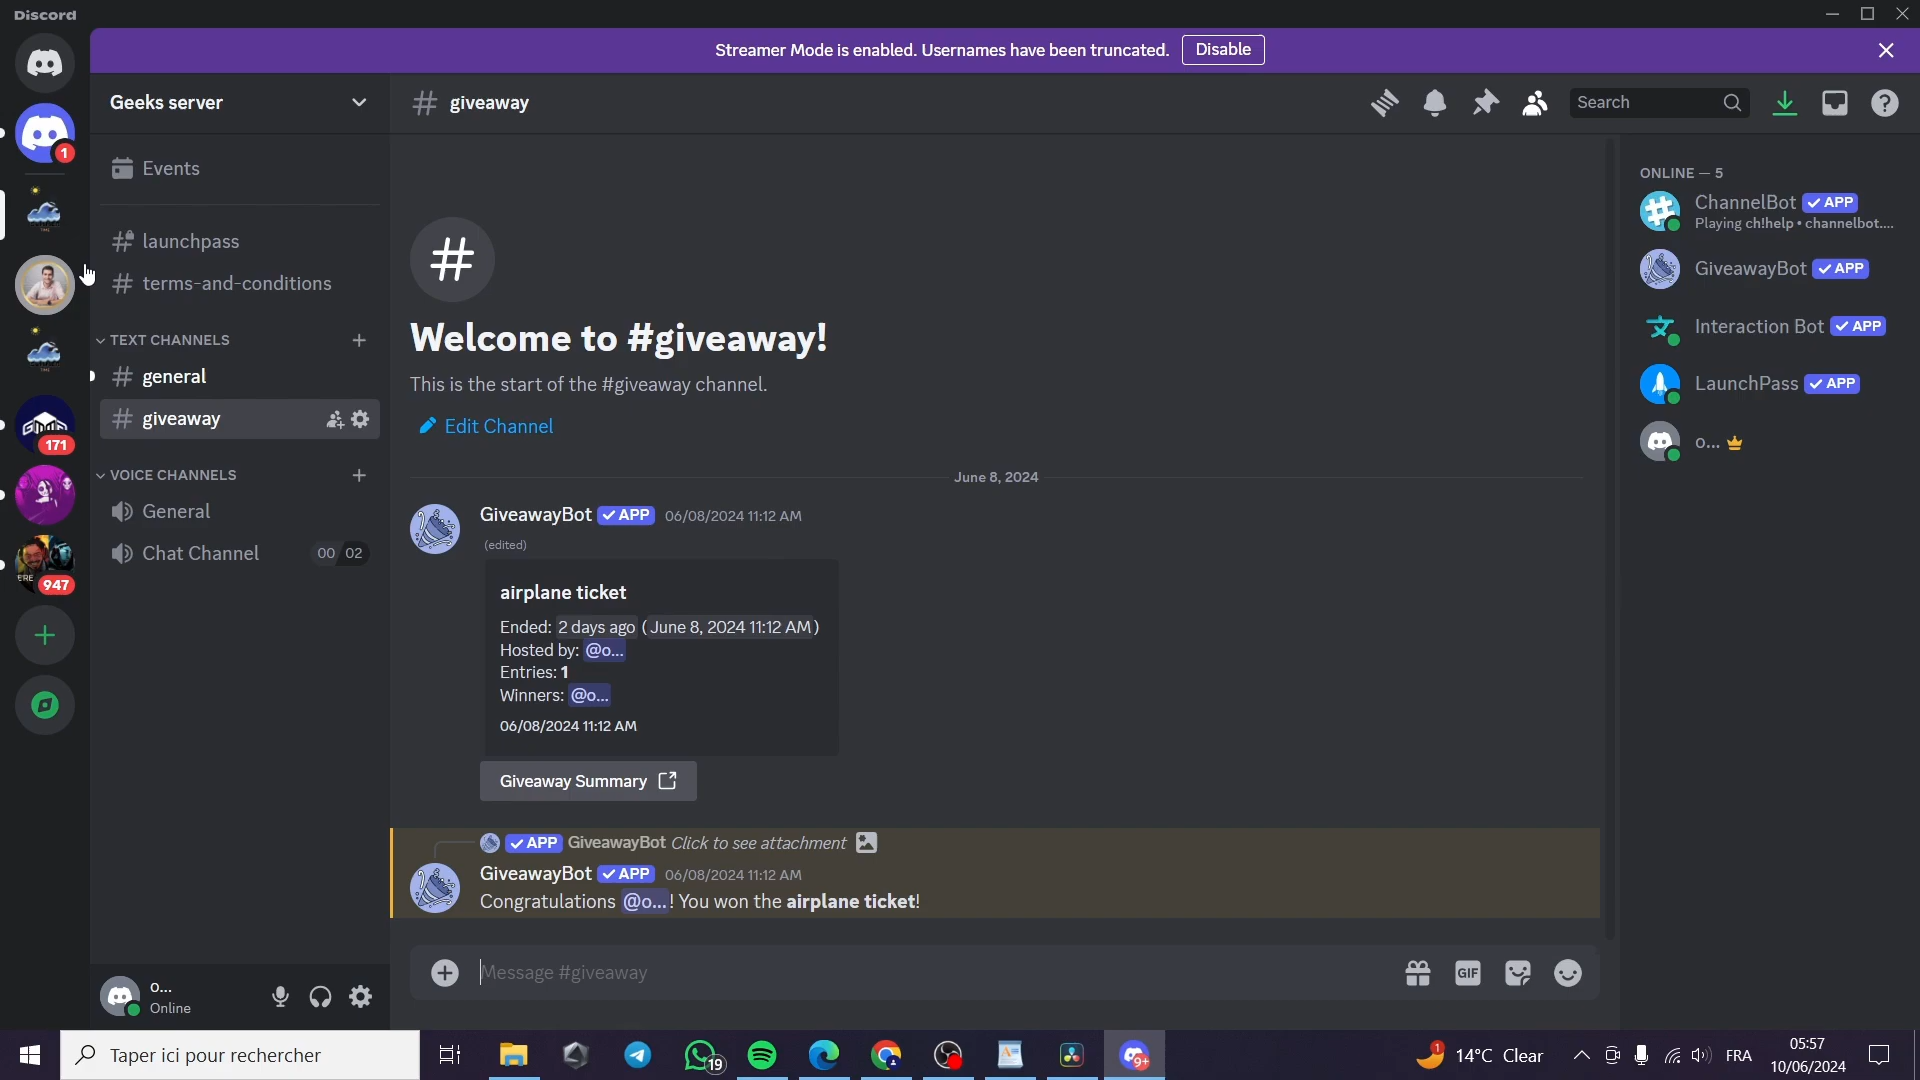 Discord
Streamer Mode is enabled. Usernames have been truncated. Disable
Geeks server
giveaway
Search
Events
launchpass
terms-and-conditions
TEXT CHANNELS
general
giveaway
VOICE CHANNELS
General
Chat Channel 00 02
1
171
947
Welcome to #giveaway!
This is the start of the #giveaway channel.
Edit Channel
June 8, 2024
GiveawayBot APP 06/08/2024 11:12 AM
(edited)
airplane ticket
Ended: 2 days ago (June 8, 2024 11:12 AM)
Hosted by: @o...
Entries: 1
Winners: @o...
06/08/2024 11:12 AM
Giveaway Summary
APP GiveawayBot Click to see attachment
GiveawayBot APP 06/08/2024 11:12 AM
Congratulations @o...! You won the airplane ticket!
Message #giveaway
GIF
ONLINE — 5
ChannelBot APP
Playing ch!help • channelbot....
GiveawayBot APP
Interaction Bot APP
LaunchPass APP
o...
o...
Online
Taper ici pour rechercher
19
9+
1
14°C Clear
FRA
05:57
10/06/2024